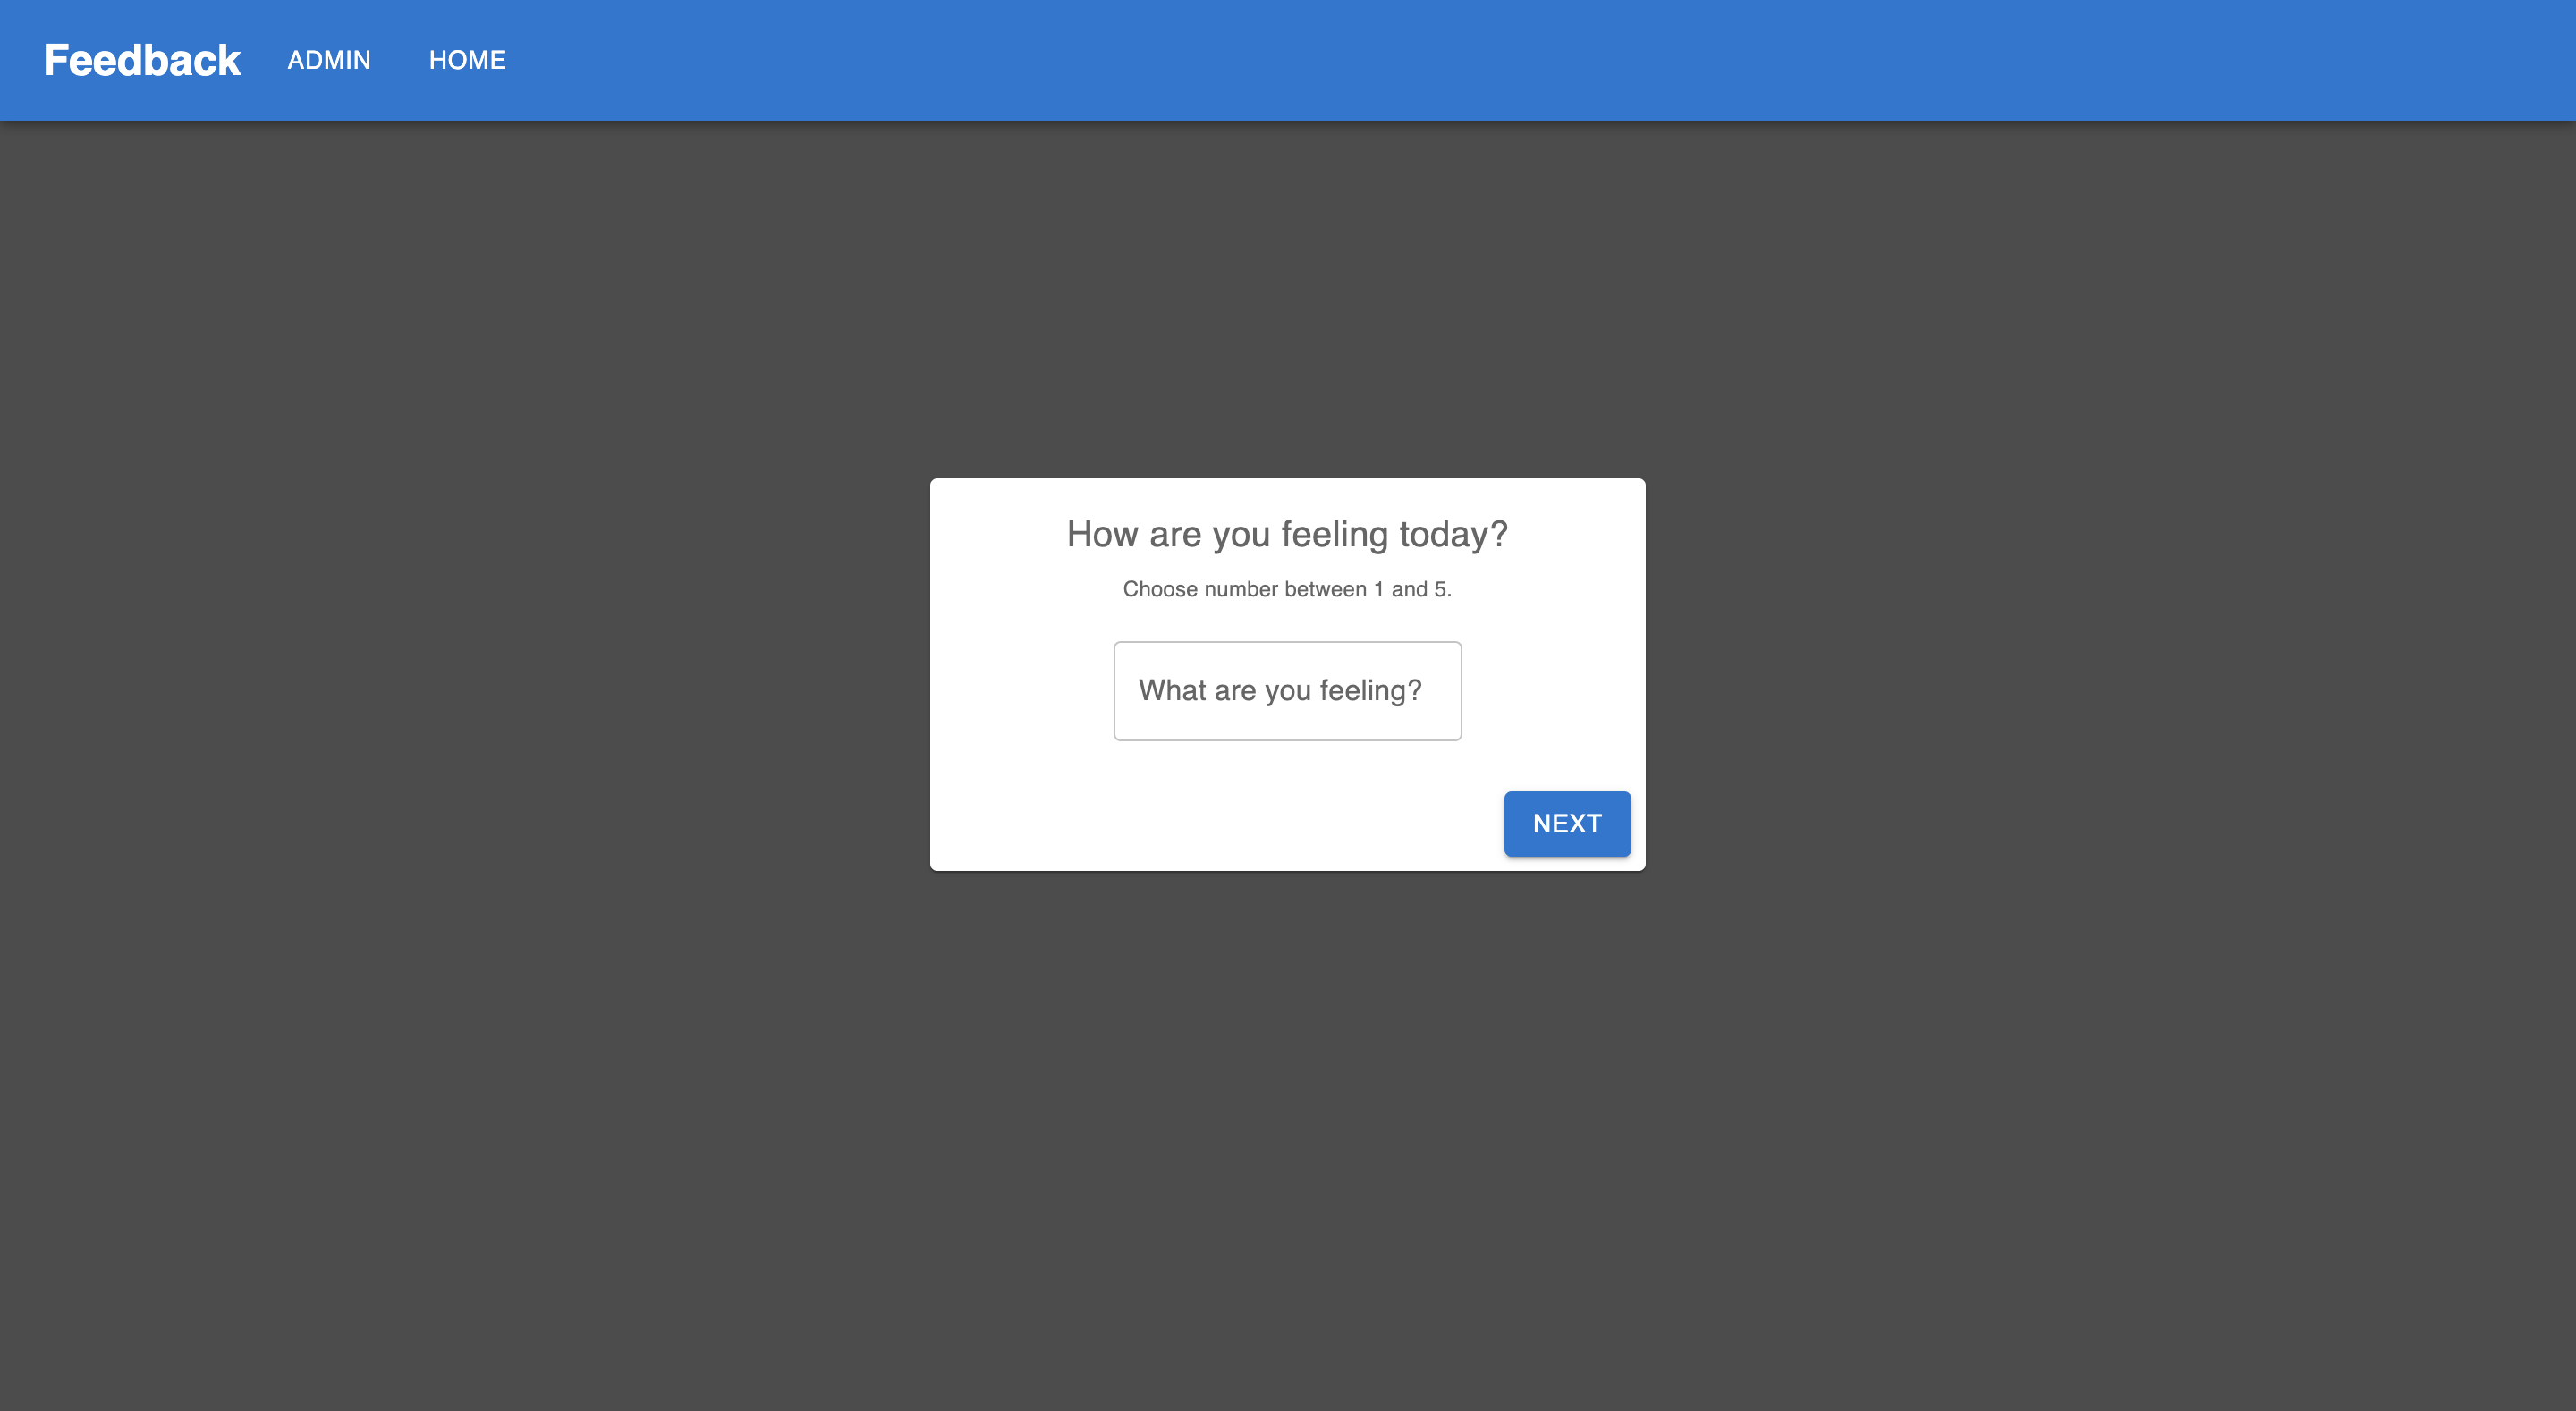 Feedback ADMIN HOME
How are you feeling today?
Choose number between 1 and 5.
What are you feeling?
NEXT